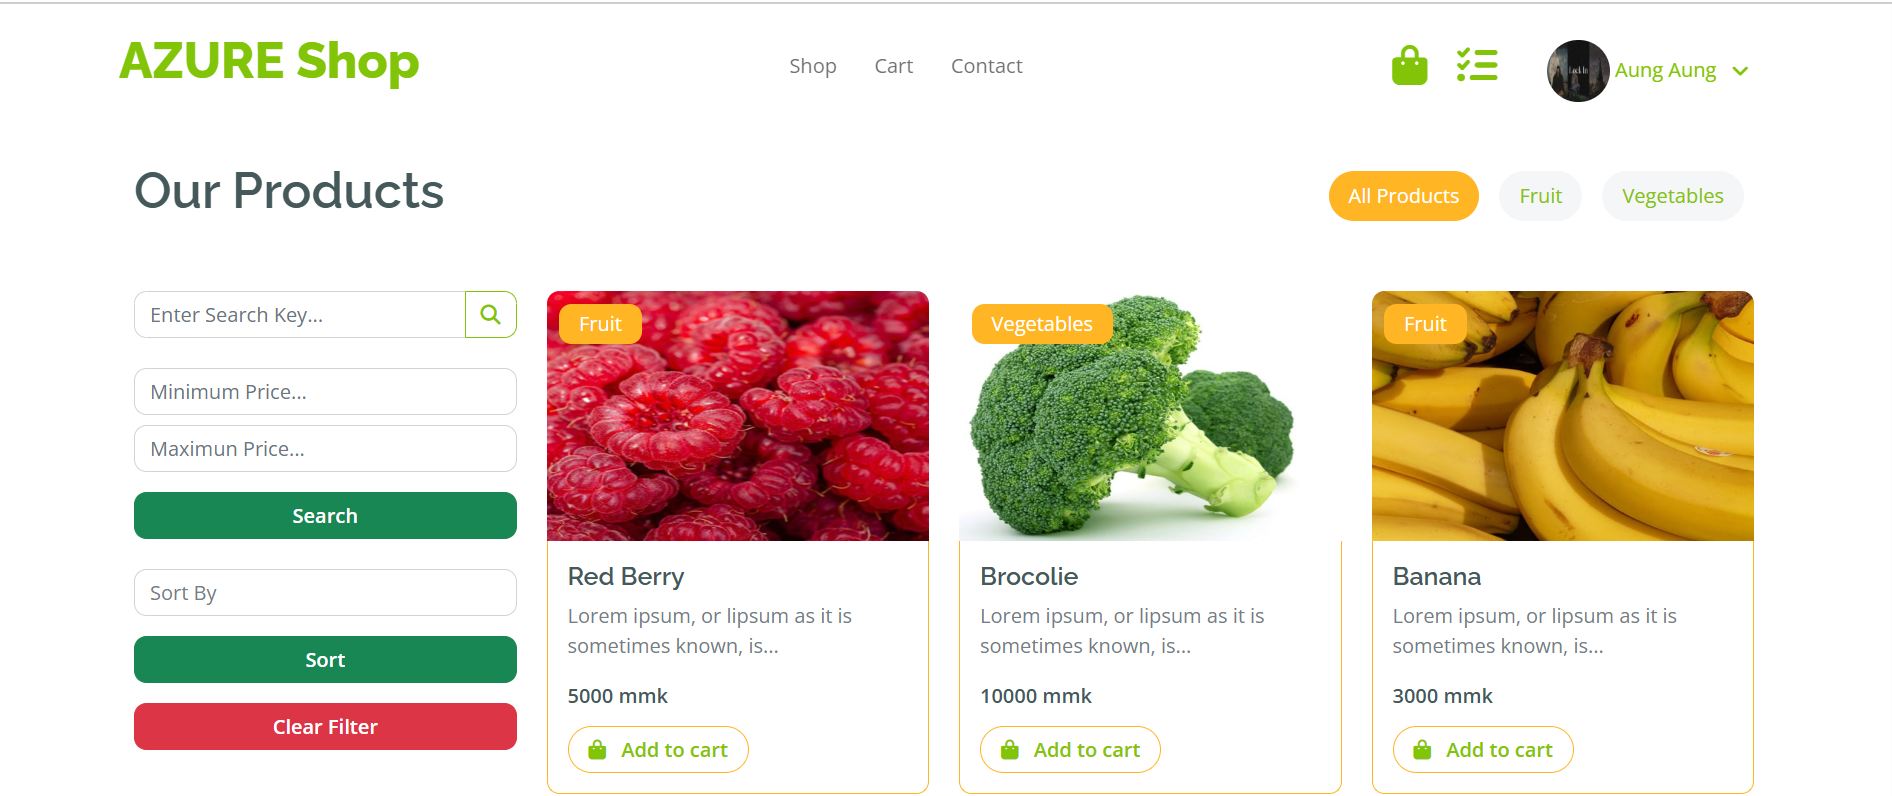 AZURE Shop
Shop
Cart
Contact
Lock In
Aung Aung
Our Products
All Products
Fruit
Vegetables
Enter Search Key...
Minimum Price...
Maximun Price...
Search
Sort By
Sort
Clear Filter
Fruit
Red Berry
Lorem ipsum, or lipsum as it is
sometimes known, is...
5000 mmk
Add to cart
Vegetables
Brocolie
Lorem ipsum, or lipsum as it is
sometimes known, is...
10000 mmk
Add to cart
Fruit
Banana
Lorem ipsum, or lipsum as it is
sometimes known, is...
3000 mmk
Add to cart